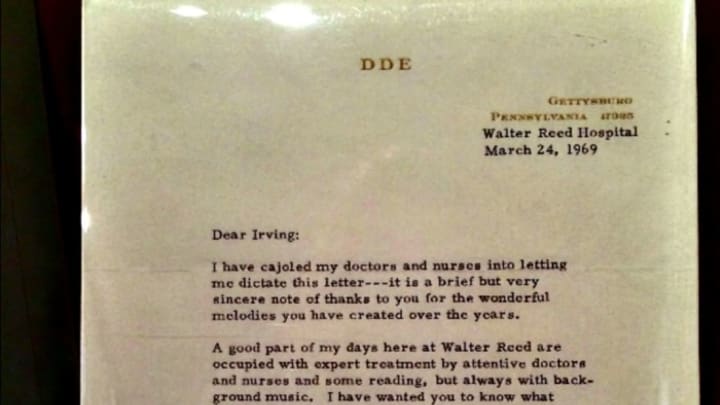 DDE
GETTYSBURG
PENNSYLVANIA 17325
Walter Reed Hospital
March 24, 1969
Dear Irving:
I have cajoled my doctors and nurses into letting
me dictate this letter---it is a brief but very
sincere note of thanks to you for the wonderful
melodies you have created over the years.
A good part of my days here at Walter Reed are
occupied with expert treatment by attentive doctors
and nurses and some reading, but always with back-
ground music. I have wanted you to know what